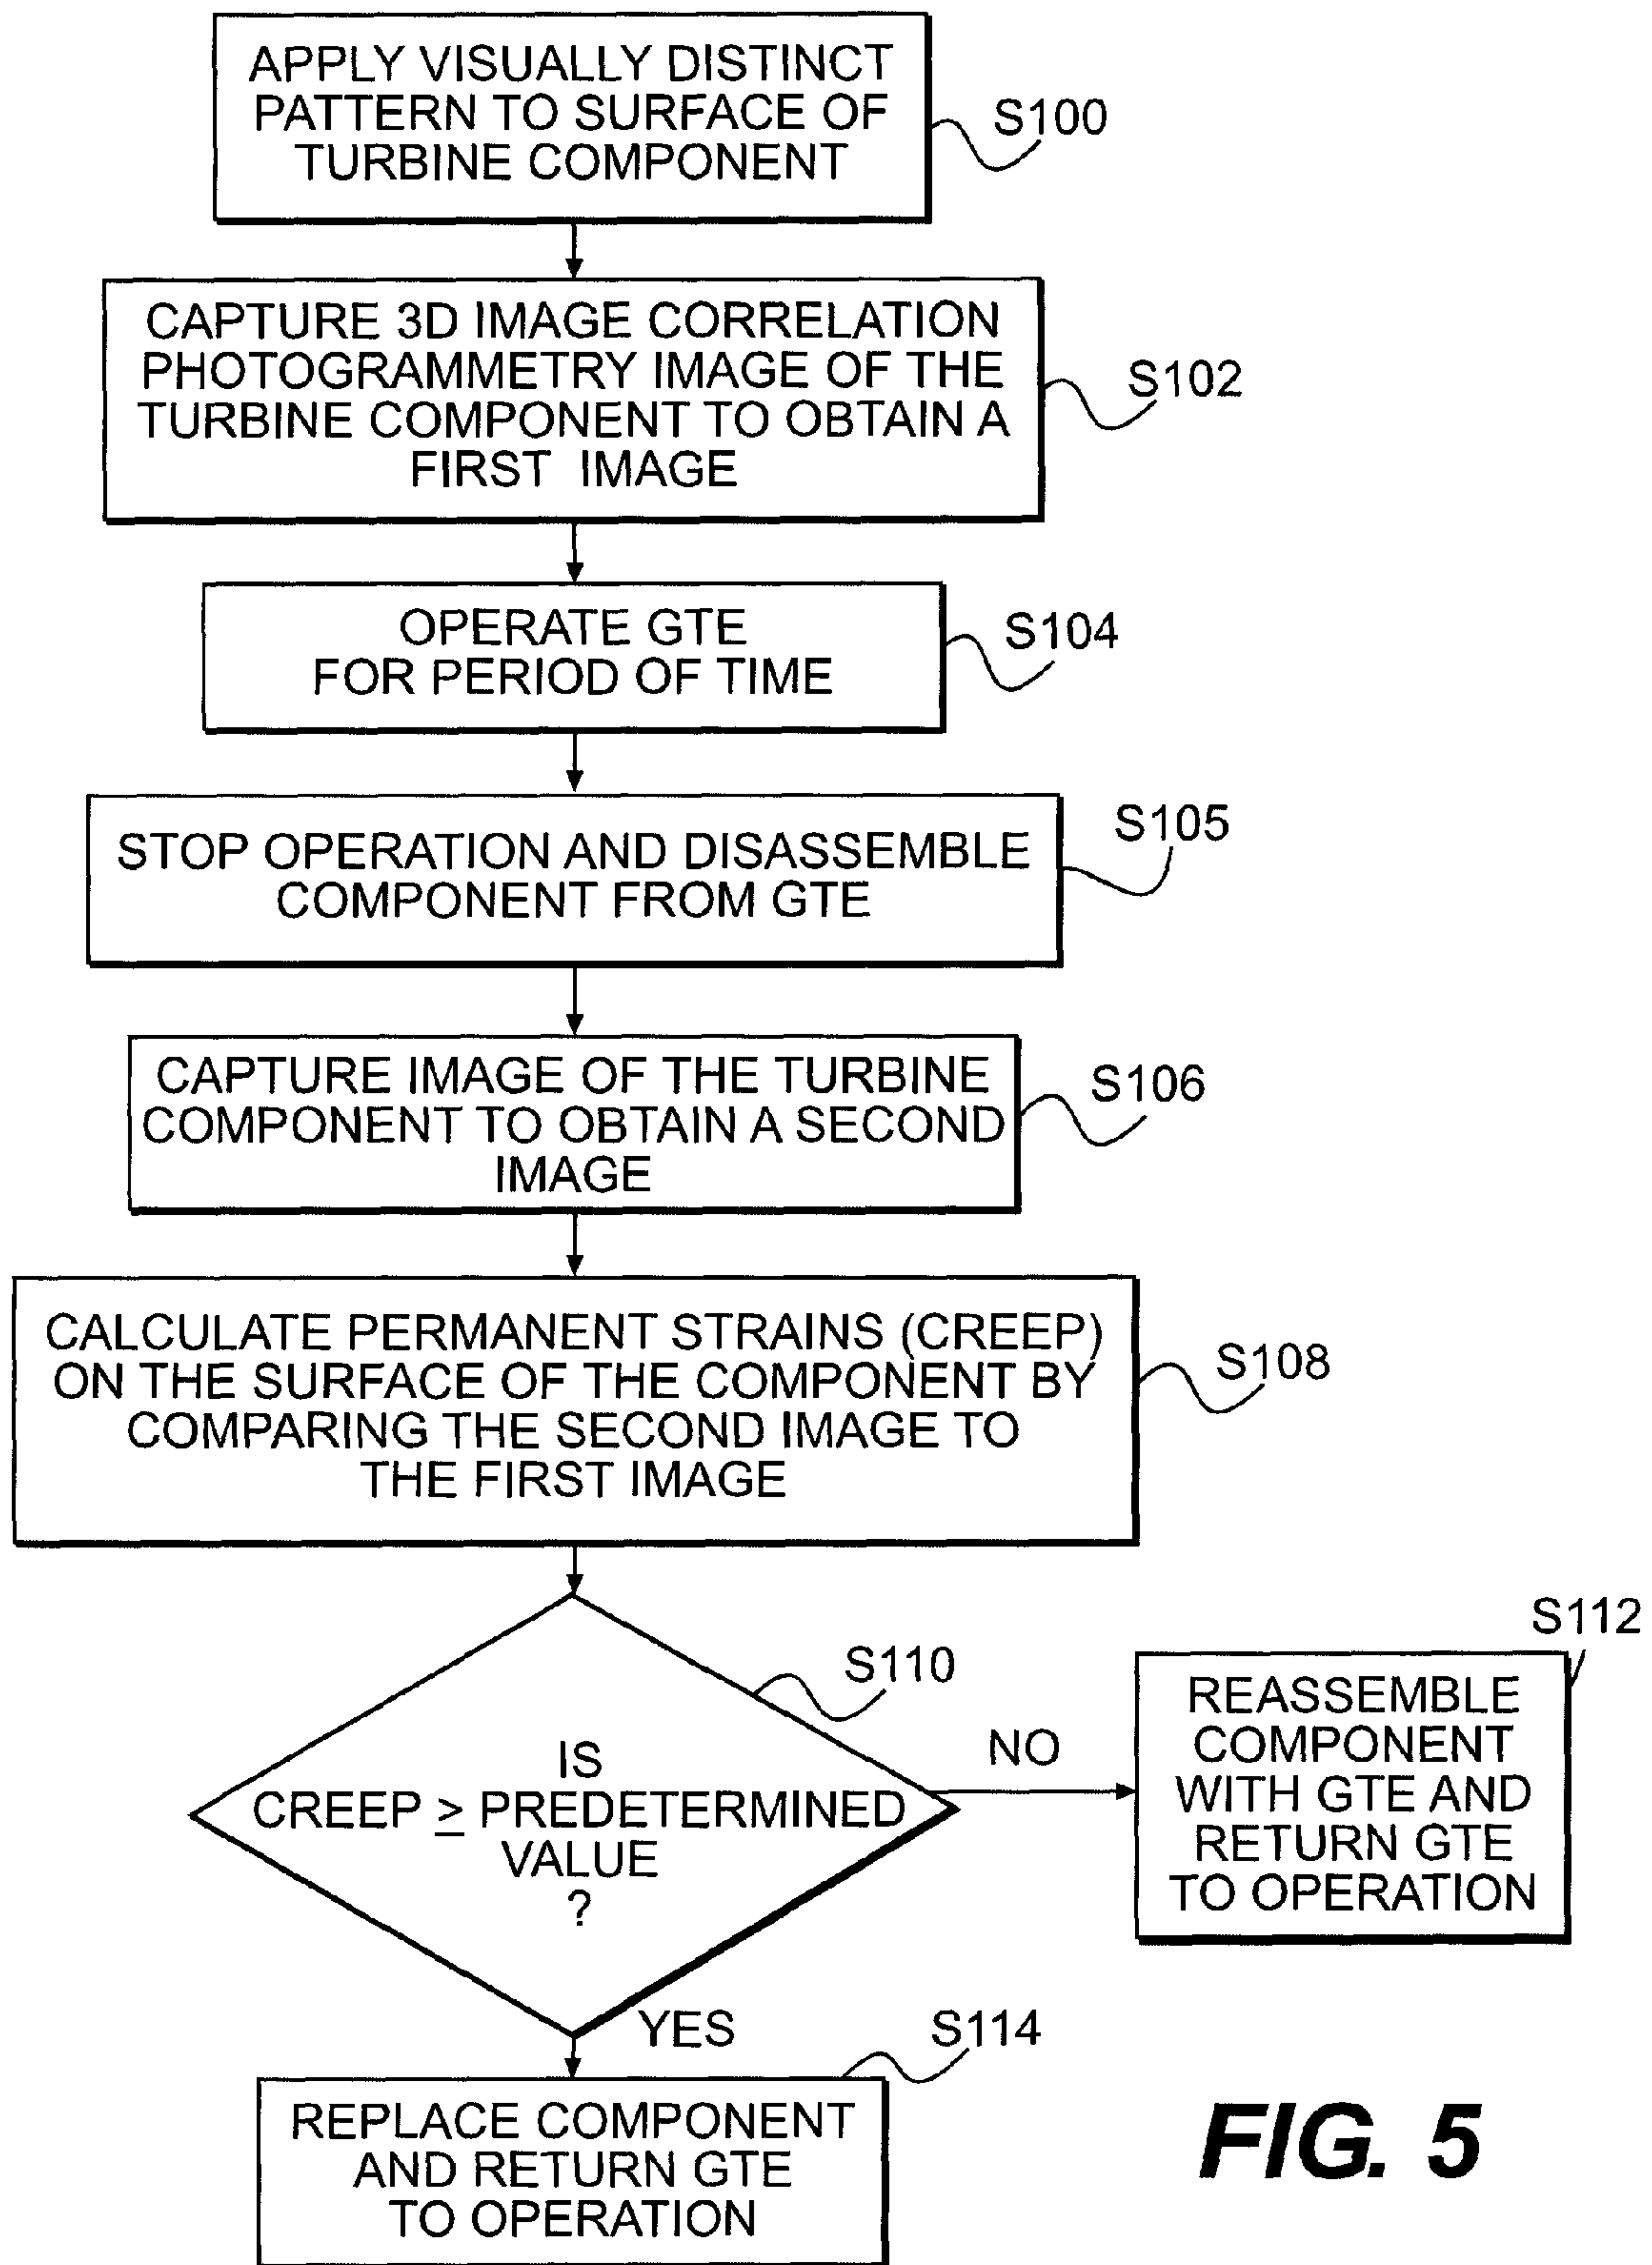 APPLY VISUALLY DISTINCT
PATTERN TO SURFACE OF
TURBINE COMPONENT
S100
CAPTURE 3D IMAGE CORRELATION
PHOTOGRAMMETRY IMAGE OF THE
TURBINE COMPONENT TO OBTAIN A
FIRST IMAGE
S102
OPERATE GTE
FOR PERIOD OF TIME
S104
STOP OPERATION AND DISASSEMBLE
COMPONENT FROM GTE
S105
CAPTURE IMAGE OF THE TURBINE
COMPONENT TO OBTAIN A SECOND
IMAGE
S106
CALCULATE PERMANENT STRAINS (CREEP)
ON THE SURFACE OF THE COMPONENT BY
COMPARING THE SECOND IMAGE TO
THE FIRST IMAGE
S108
IS
CREEP ≥ PREDETERMINED
VALUE
?
S110
NO
REASSEMBLE
COMPONENT
WITH GTE AND
RETURN GTE
TO OPERATION
S112
YES
REPLACE COMPONENT
AND RETURN GTE
TO OPERATION
S114
FIG. 5